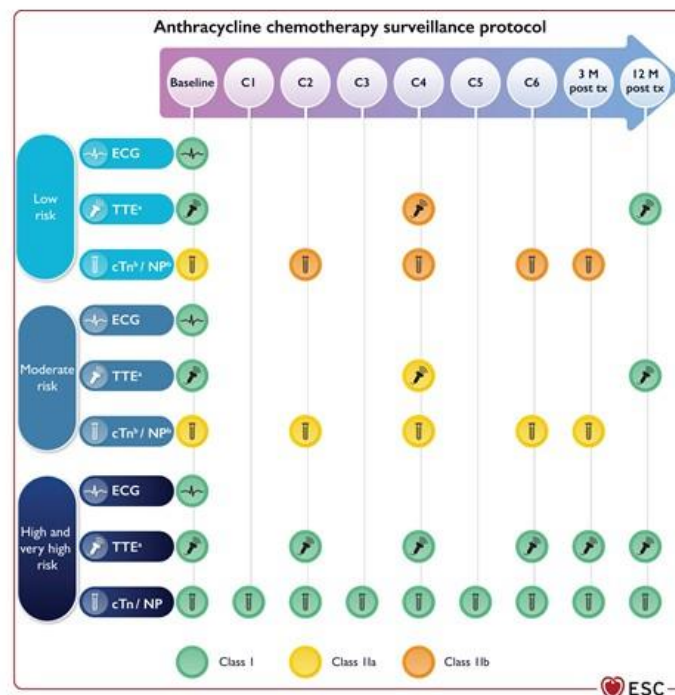 Anthracycline chemotherapy surveillance protocol
Baseline C1 C2 C3 C4 C5 C6 3 M post tx 12 M post tx
Low risk
ECG
TTEᵃ
cTnᵇ / NPᵇ
Moderate risk
ECG
TTEᵃ
cTnᵇ / NPᵇ
High and very high risk
ECG
TTEᵃ
cTn / NP
Class I Class IIa Class IIb
ESC